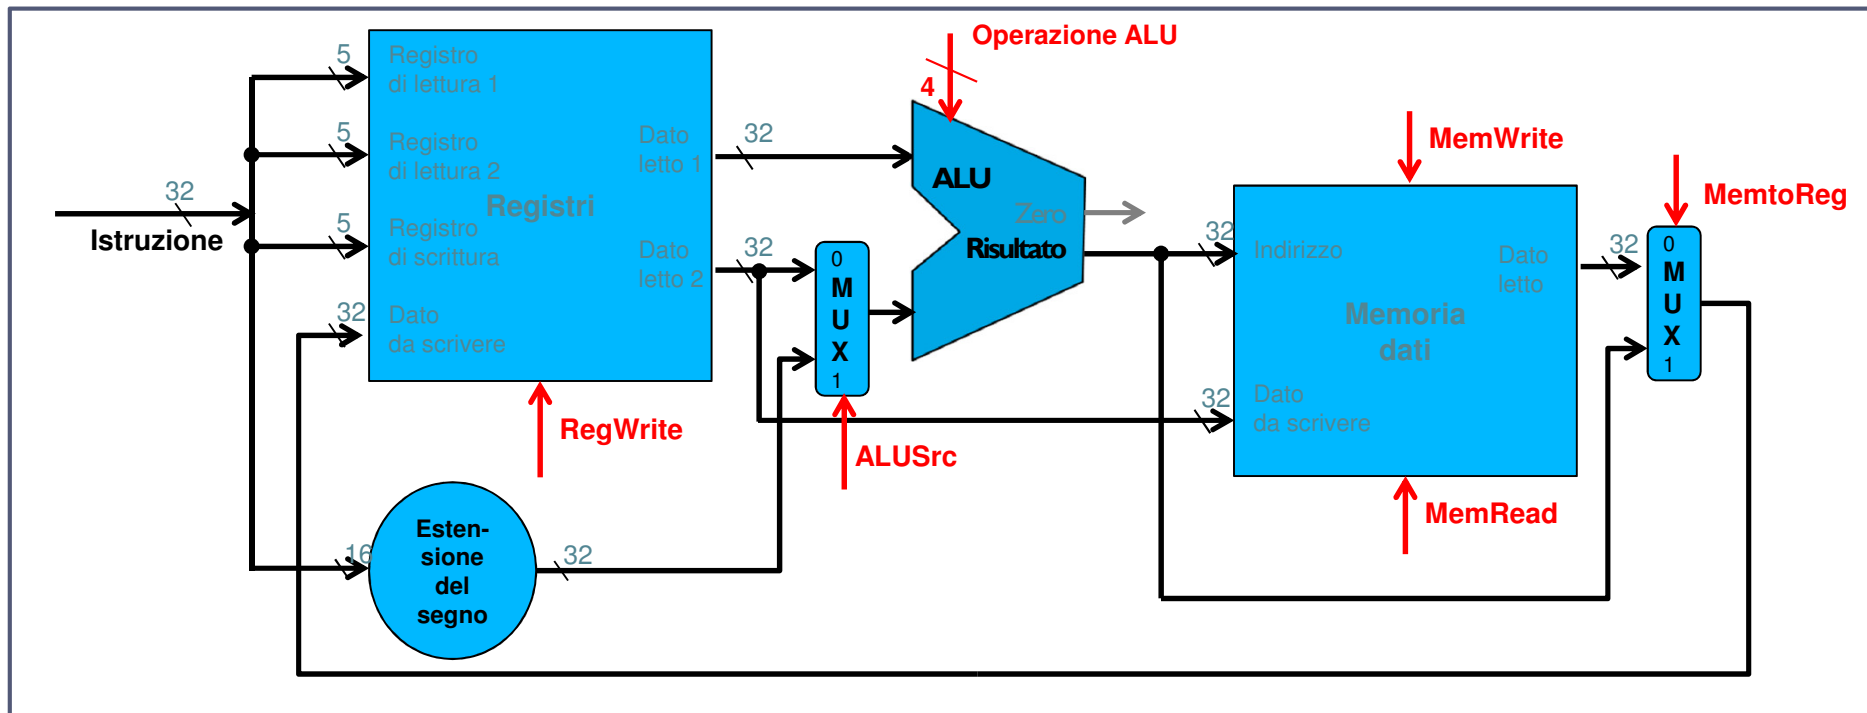 Operazione ALU
4
5
Registro
di lettura 1
5
Registro
di lettura 2
Dato
letto 1
32
ALU
MemWrite
MemtoReg
32
Istruzione
Registri
5
Registro
di scrittura
Dato
letto 2
32
Zero
Risultato
32
Indirizzo
Dato
letto
32
0
M
U
X
1
0
M
U
X
1
32
Dato
da scrivere
Memoria
dati
32
Dato
da scrivere
RegWrite
ALUSrc
MemRead
16
Esten-
sione
del
segno
32